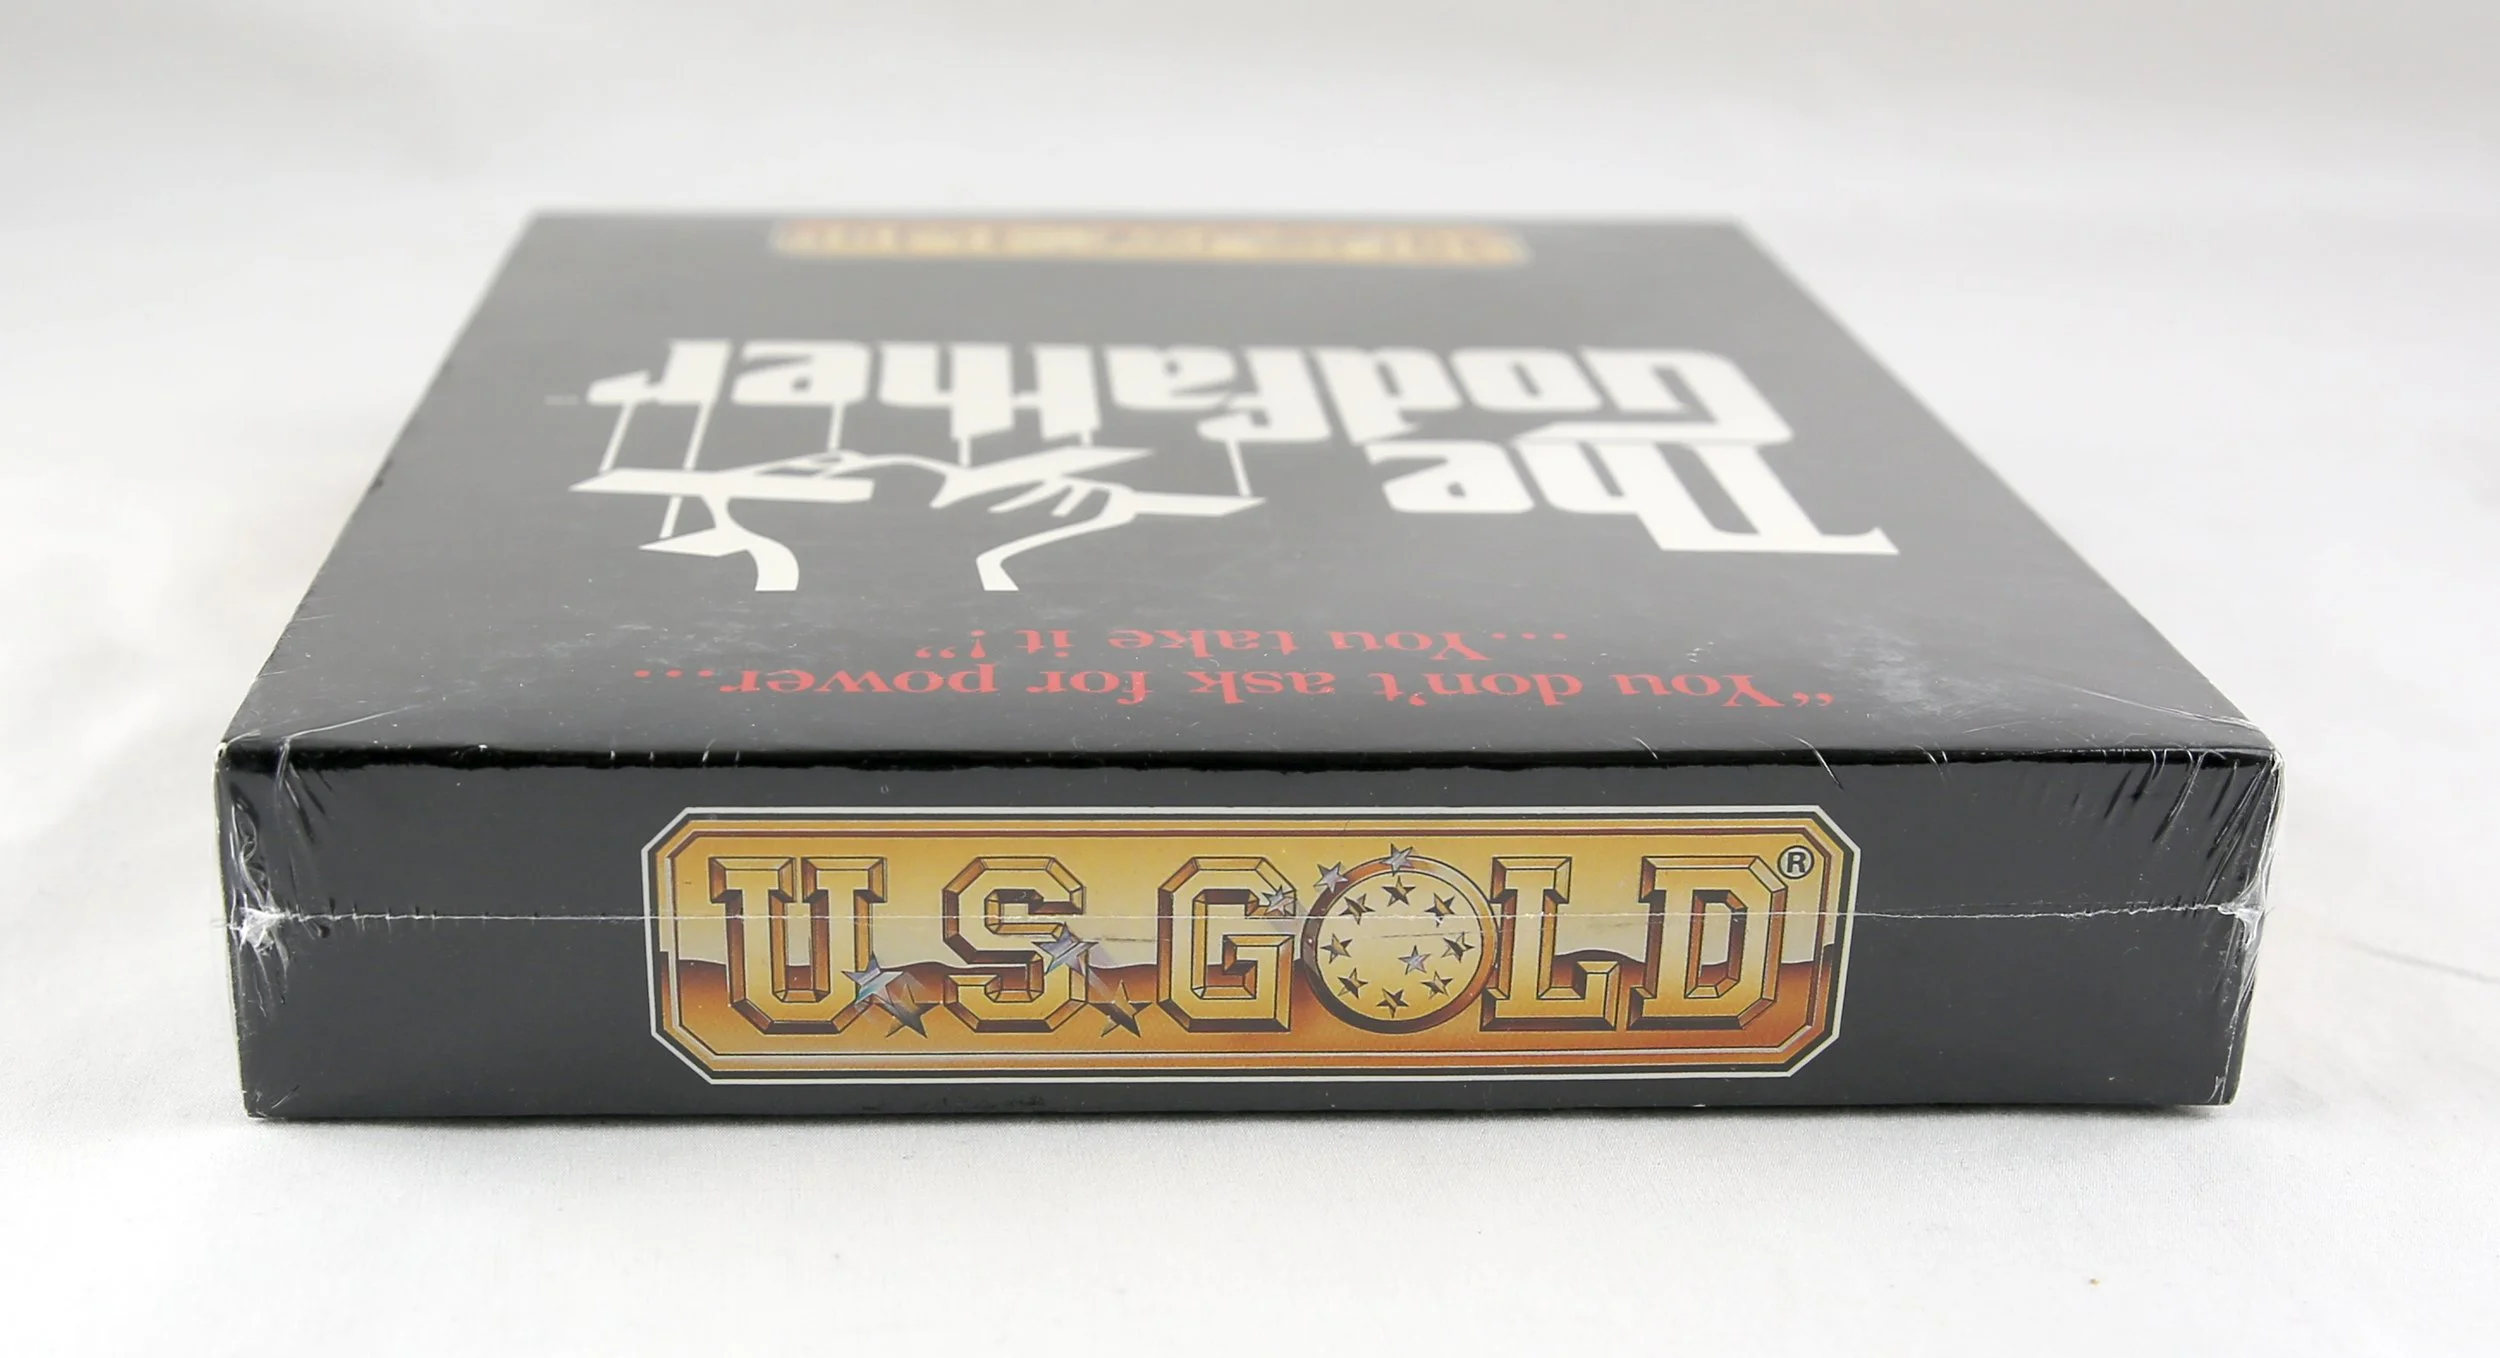 U.S. GOLD®
The
Godfather
"You don't ask for power...
...You take it!"